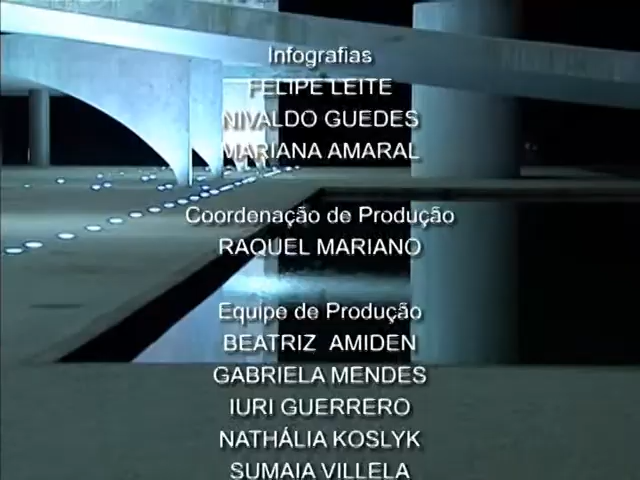 Infografias
FELIPE LEITE
NIVALDO GUEDES
MARIANA AMARAL
Coordenação de Produção
RAQUEL MARIANO
Equipe de Produção
BEATRIZ AMIDEN
GABRIELA MENDES
IURI GUERRERO
NATHÁLIA KOSLYK
SUMAIA VILLELA